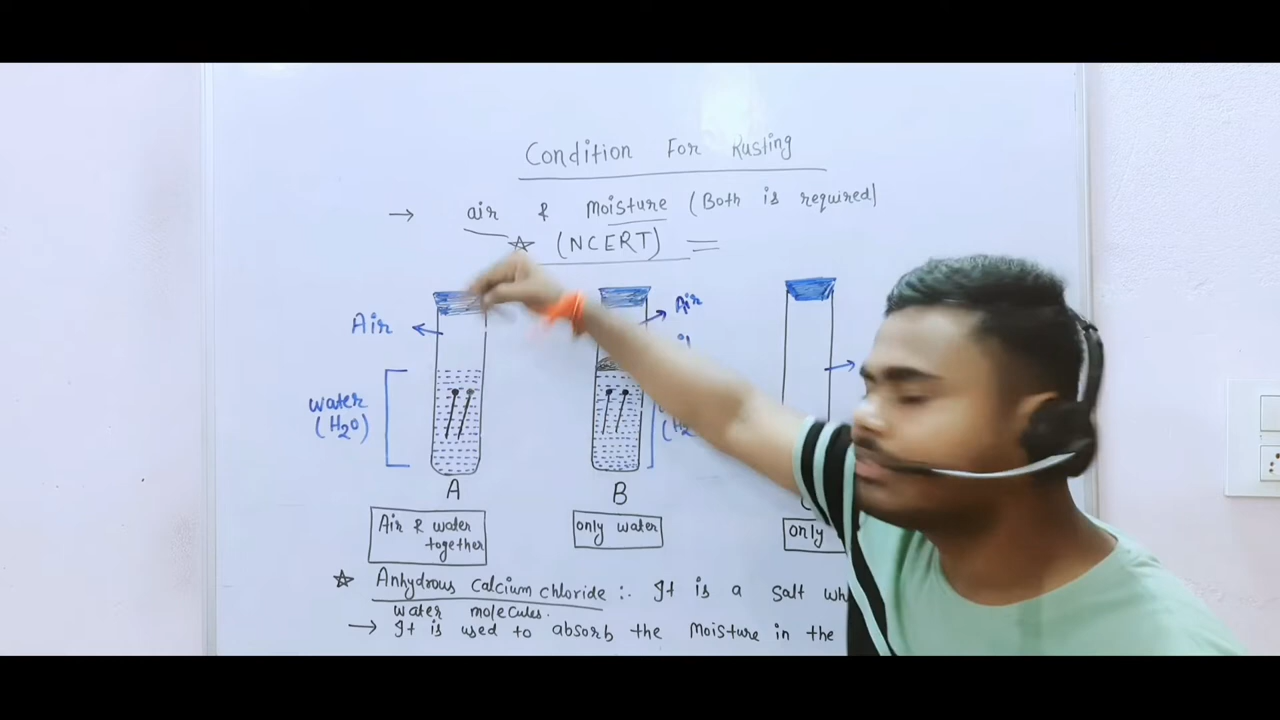 Condition For Rusting
→ air & Moisture (Both is required)
☆ (NCERT) =
Air
Air
water
(H₂O)
A
B
Air & water
together
only water
only
☆ Anhydrous Calcium chloride :. It is a salt
water molecules.
→ It is used to absorb the Moisture in the